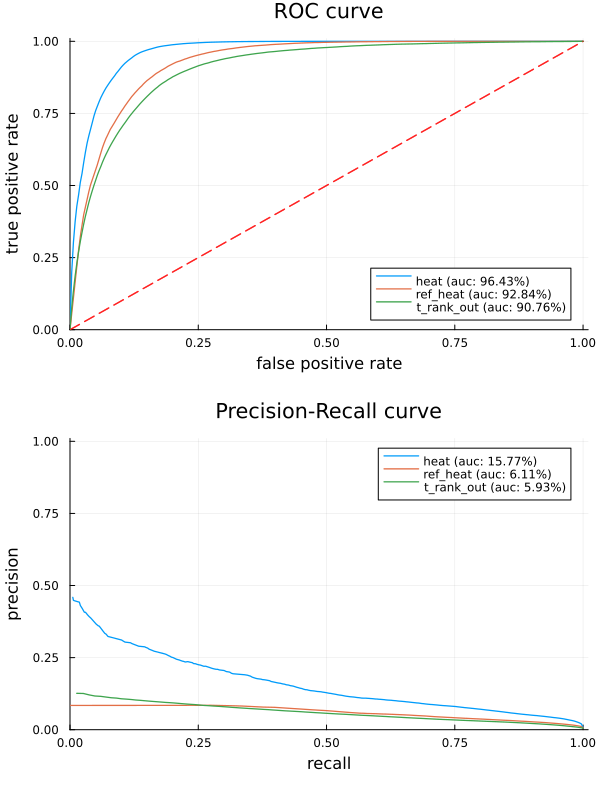 ROC curve
1.00
0.75
0.50
0.25
0.00
true positive rate
heat (auc: 96.43%)
ref_heat (auc: 92.84%)
t_rank_out (auc: 90.76%)
0.00 0.25 0.50 0.75 1.00
false positive rate
Precision-Recall curve
1.00
0.75
0.50
0.25
0.00
precision
heat (auc: 15.77%)
ref_heat (auc: 6.11%)
t_rank_out (auc: 5.93%)
0.00 0.25 0.50 0.75 1.00
recall